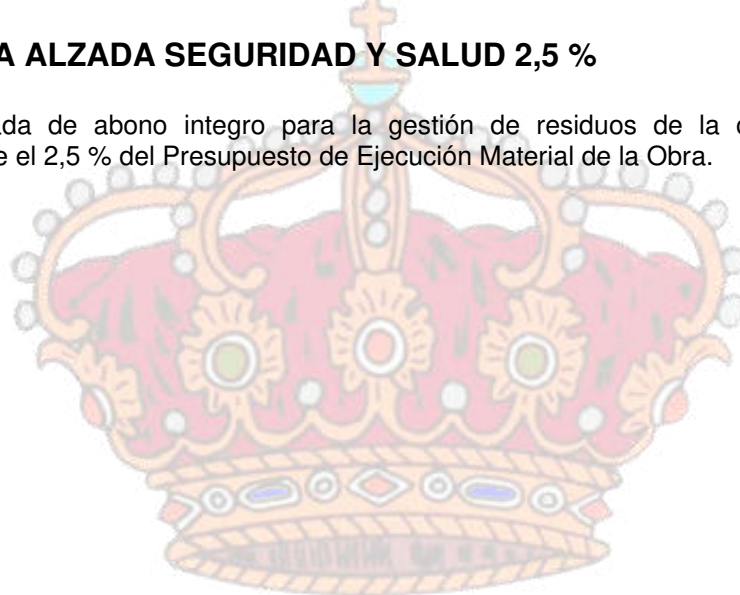 A ALZADA SEGURIDAD Y SALUD 2,5 %
ada de abono integro para la gestión de residuos de la
e el 2,5 % del Presupuesto de Ejecución Material de la Obra.